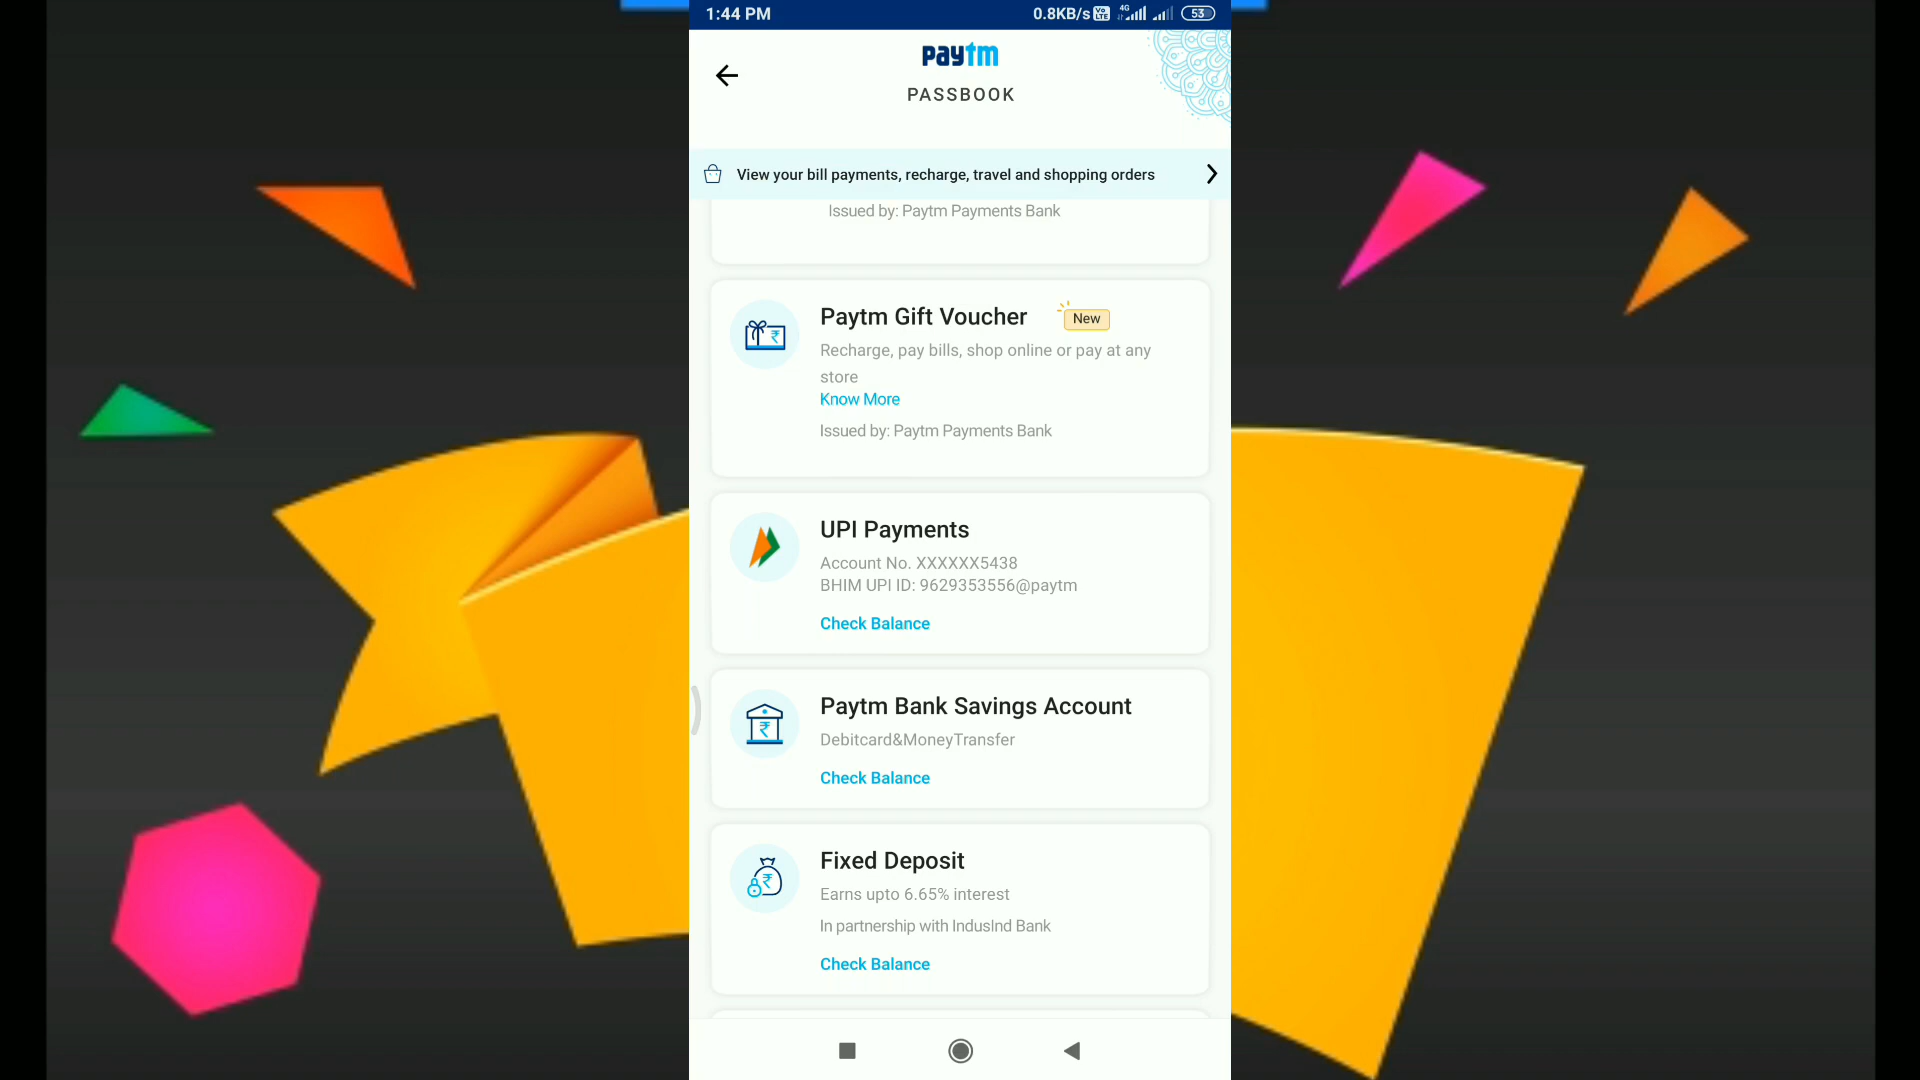 1:44 PM
0.8KB/s Vo LTE 4G 53
paytm
PASSBOOK
View your bill payments, recharge, travel and shopping orders
Issued by: Paytm Payments Bank
Paytm Gift Voucher New
Recharge, pay bills, shop online or pay at any
store
Know More
Issued by: Paytm Payments Bank
UPI Payments
Account No. XXXXXX5438
BHIM UPI ID: 9629353556@paytm
Check Balance
Paytm Bank Savings Account
Debitcard&MoneyTransfer
Check Balance
Fixed Deposit
Earns upto 6.65% interest
In partnership with IndusInd Bank
Check Balance